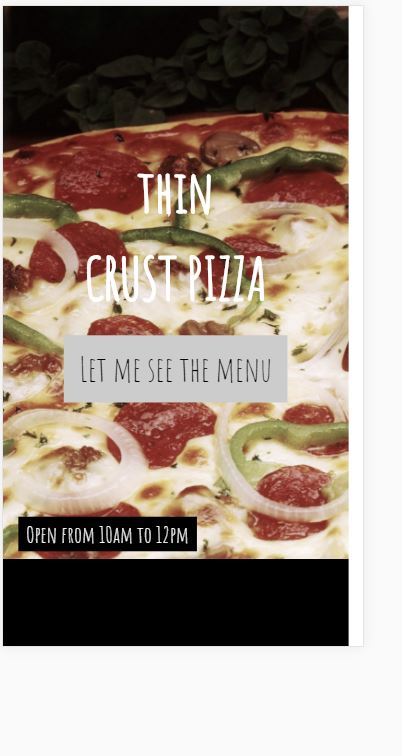 THIN
CRUST PIZZA
LET ME SEE THE MENU
OPEN FROM 10AM TO 12PM